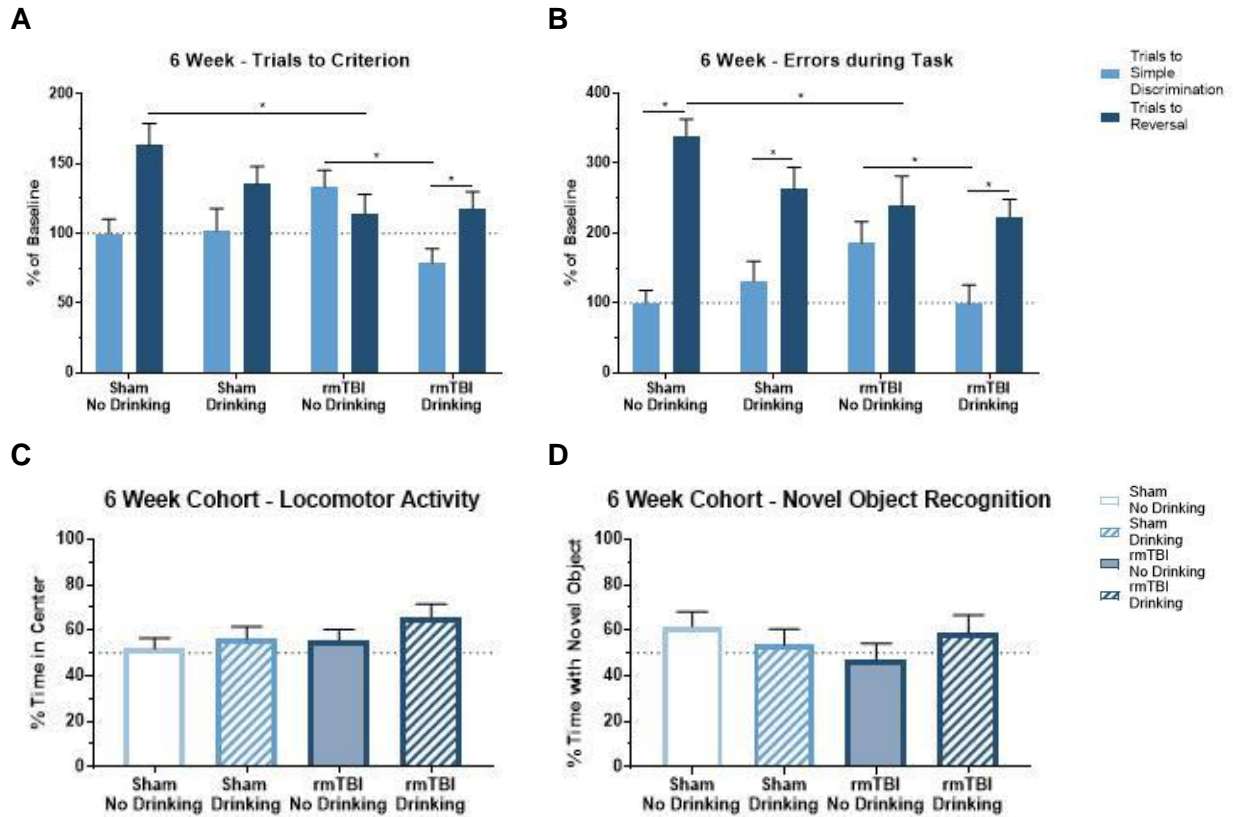 A
B
6 Week - Trials to Criterion
6 Week - Errors during Task
Trials to
Simple
Discrimination
Trials to
Reversal
200
150
100
50
0
% of Baseline
*
*
*
Sham
No Drinking
Sham
Drinking
rmTBI
No Drinking
rmTBI
Drinking
400
300
200
100
0
% of Baseline
*
*
*
*
*
Sham
No Drinking
Sham
Drinking
rmTBI
No Drinking
rmTBI
Drinking
C
D
6 Week Cohort - Locomotor Activity
6 Week Cohort - Novel Object Recognition
Sham
No Drinking
Sham
Drinking
rmTBI
No Drinking
rmTBI
Drinking
100
80
60
40
20
0
% Time in Center
Sham
No Drinking
Sham
Drinking
rmTBI
No Drinking
rmTBI
Drinking
100
80
60
40
20
0
% Time with Novel Object
Sham
No Drinking
Sham
Drinking
rmTBI
No Drinking
rmTBI
Drinking